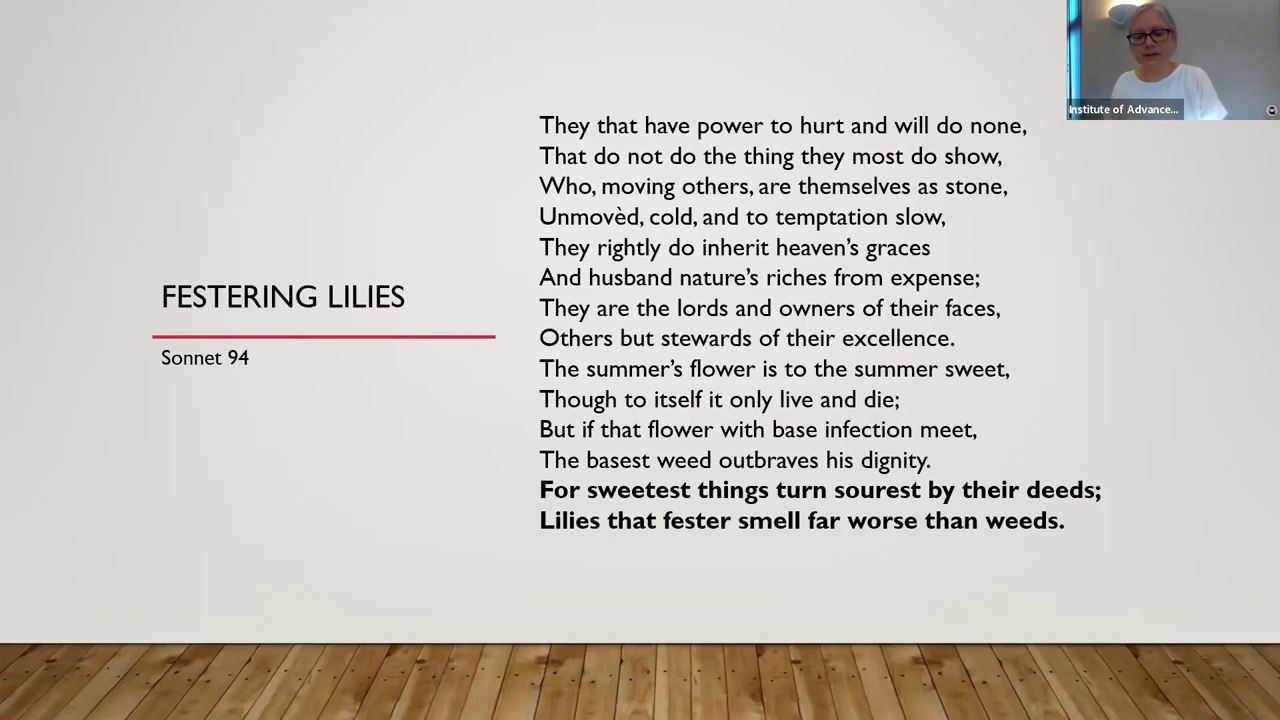 Institute of Advance...
FESTERING LILIES
Sonnet 94
They that have power to hurt and will do none,
That do not do the thing they most do show,
Who, moving others, are themselves as stone,
Unmovèd, cold, and to temptation slow,
They rightly do inherit heaven’s graces
And husband nature’s riches from expense;
They are the lords and owners of their faces,
Others but stewards of their excellence.
The summer’s flower is to the summer sweet,
Though to itself it only live and die;
But if that flower with base infection meet,
The basest weed outbraves his dignity.
For sweetest things turn sourest by their deeds;
Lilies that fester smell far worse than weeds.